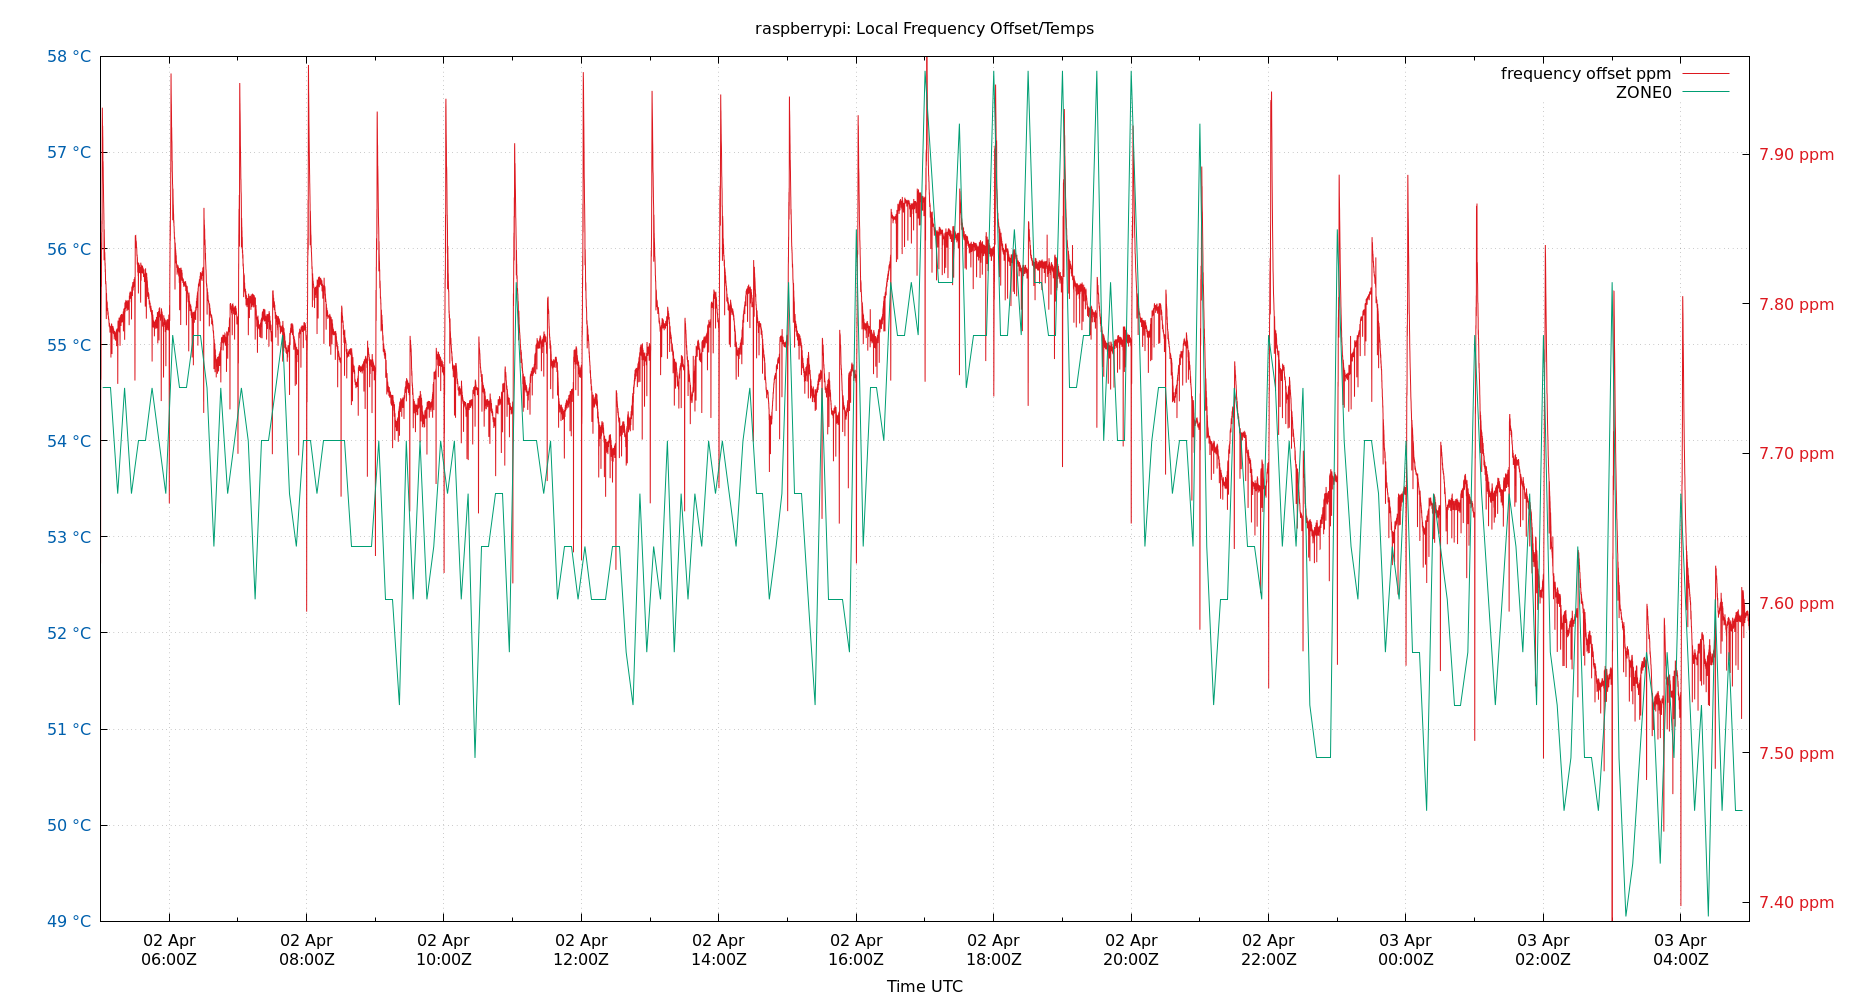 raspberrypi: Local Frequency Offset/Temps
frequency offset ppm
ZONE0
58 °C
57 °C
56 °C
55 °C
54 °C
53 °C
52 °C
51 °C
50 °C
49 °C
7.90 ppm
7.80 ppm
7.70 ppm
7.60 ppm
7.50 ppm
7.40 ppm
02 Apr
06:00Z
02 Apr
08:00Z
02 Apr
10:00Z
02 Apr
12:00Z
02 Apr
14:00Z
02 Apr
16:00Z
02 Apr
18:00Z
02 Apr
20:00Z
02 Apr
22:00Z
03 Apr
00:00Z
03 Apr
02:00Z
03 Apr
04:00Z
Time UTC